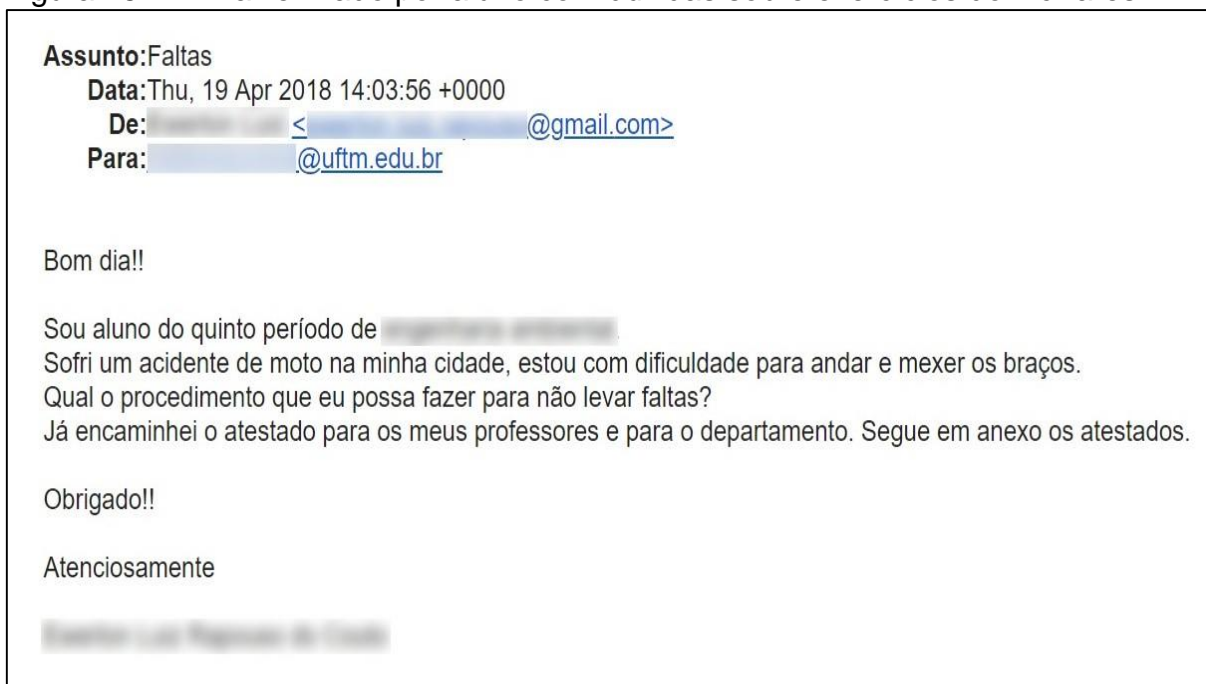 Assunto:Faltas
Data:Thu, 19 Apr 2018 14:03:56 +0000
De: < @gmail.com>
Para: @uftm.edu.br
Bom dia!!
Sou aluno do quinto período de
Sofri um acidente de moto na minha cidade, estou com dificuldade para andar e mexer os braços.
Qual o procedimento que eu possa fazer para não levar faltas?
Já encaminhei o atestado para os meus professores e para o departamento. Segue em anexo os atestados.
Obrigado!!
Atenciosamente